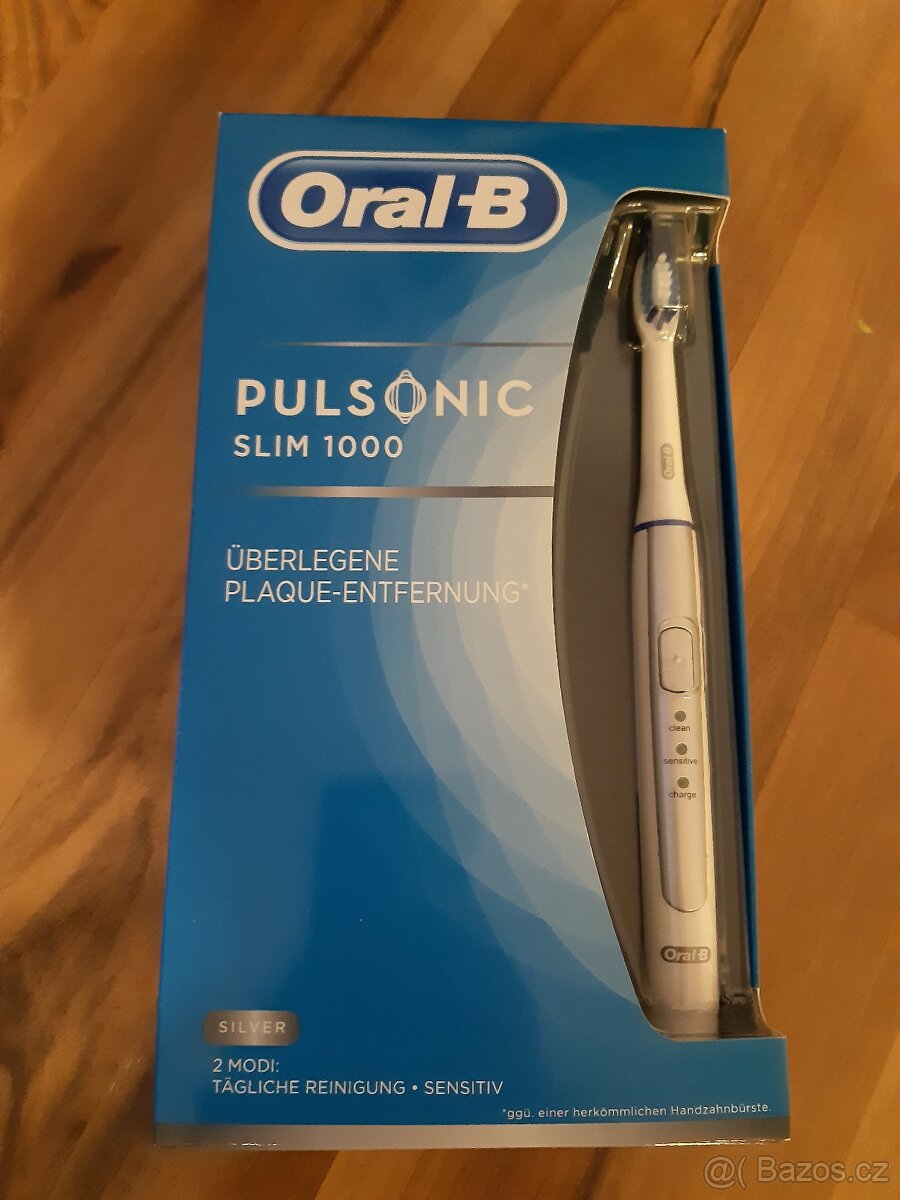 Oral-B
PULSONIC
SLIM 1000
ÜBERLEGENE
PLAQUE-ENTFERNUNG*
Oral-B
clean
sensitive
charge
Oral-B
SILVER
2 MODI:
TÄGLICHE REINIGUNG • SENSITIV
*ggü. einer herkömmlichen Handzahnbürste.
@( Bazos.cz